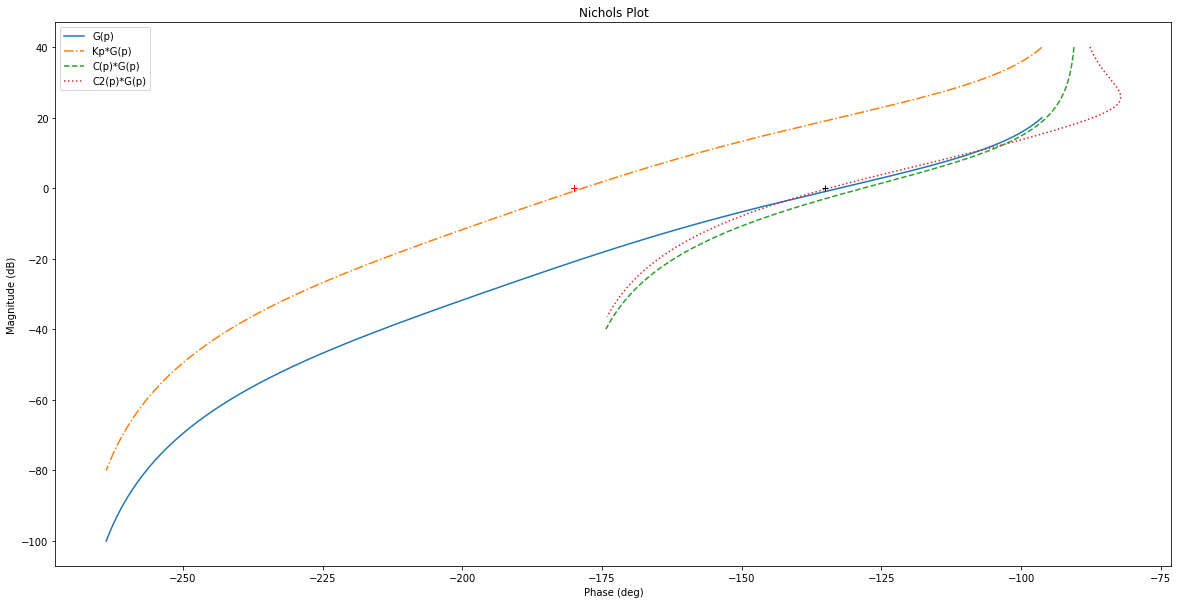 Nichols Plot
G(p)
Kp*G(p)
C(p)*G(p)
C2(p)*G(p)
40
20
0
−20
−40
−60
−80
−100
Magnitude (dB)
−250 −225 −200 −175 −150 −125 −100 −75
Phase (deg)